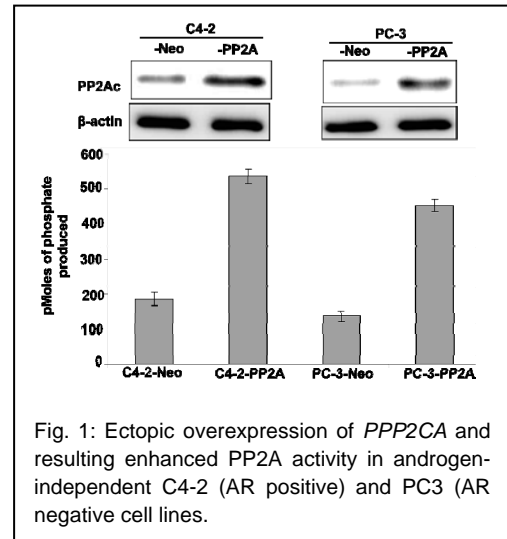 C4-2
PC-3
-Neo -PP2A
-Neo -PP2A
PP2Ac
β-actin
600
500
400
300
200
100
0
pMoles of phosphate
produced
C4-2-Neo C4-2-PP2A PC-3-Neo PC-3-PP2A
Fig. 1: Ectopic overexpression of PPP2CA and
resulting enhanced PP2A activity in androgen-
independent C4-2 (AR positive) and PC3 (AR
negative cell lines.